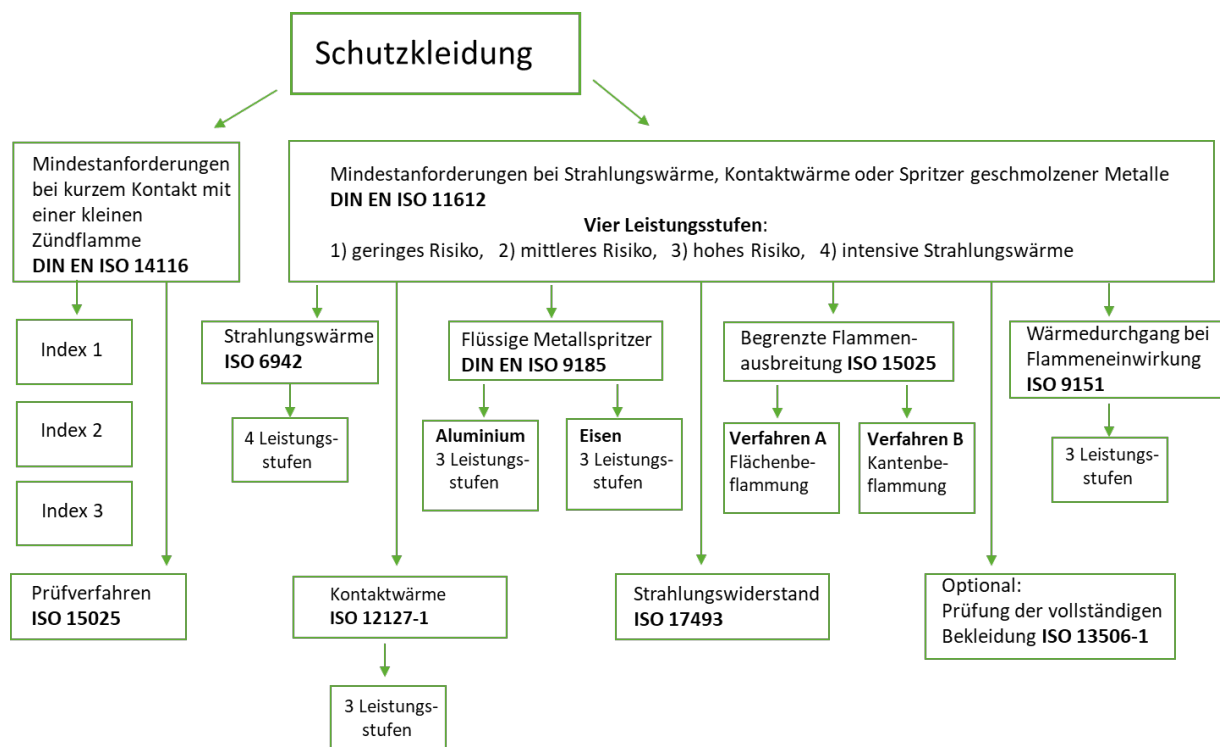 Schutzkleidung
Mindestanforderungen
bei kurzem Kontakt mit
einer kleinen
Zündflamme
DIN EN ISO 14116
Mindestanforderungen bei Strahlungswärme, Kontaktwärme oder Spritzer geschmolzener Metalle
DIN EN ISO 11612
Vier Leistungsstufen:
1) geringes Risiko, 2) mittleres Risiko, 3) hohes Risiko, 4) intensive Strahlungswärme
Index 1
Index 2
Index 3
Prüfverfahren
ISO 15025
Strahlungswärme
ISO 6942
4 Leistungs-
stufen
Kontaktwärme
ISO 12127-1
3 Leistungs-
stufen
Flüssige Metallspritzer
DIN EN ISO 9185
Aluminium
3 Leistungs-
stufen
Eisen
3 Leistungs-
stufen
Strahlungswiderstand
ISO 17493
Begrenzte Flammen-
ausbreitung ISO 15025
Verfahren A
Flächenbe-
flammung
Verfahren B
Kantenbe-
flammung
Optional:
Prüfung der vollständigen
Bekleidung ISO 13506-1
Wärmedurchgang bei
Flammeneinwirkung
ISO 9151
3 Leistungs-
stufen